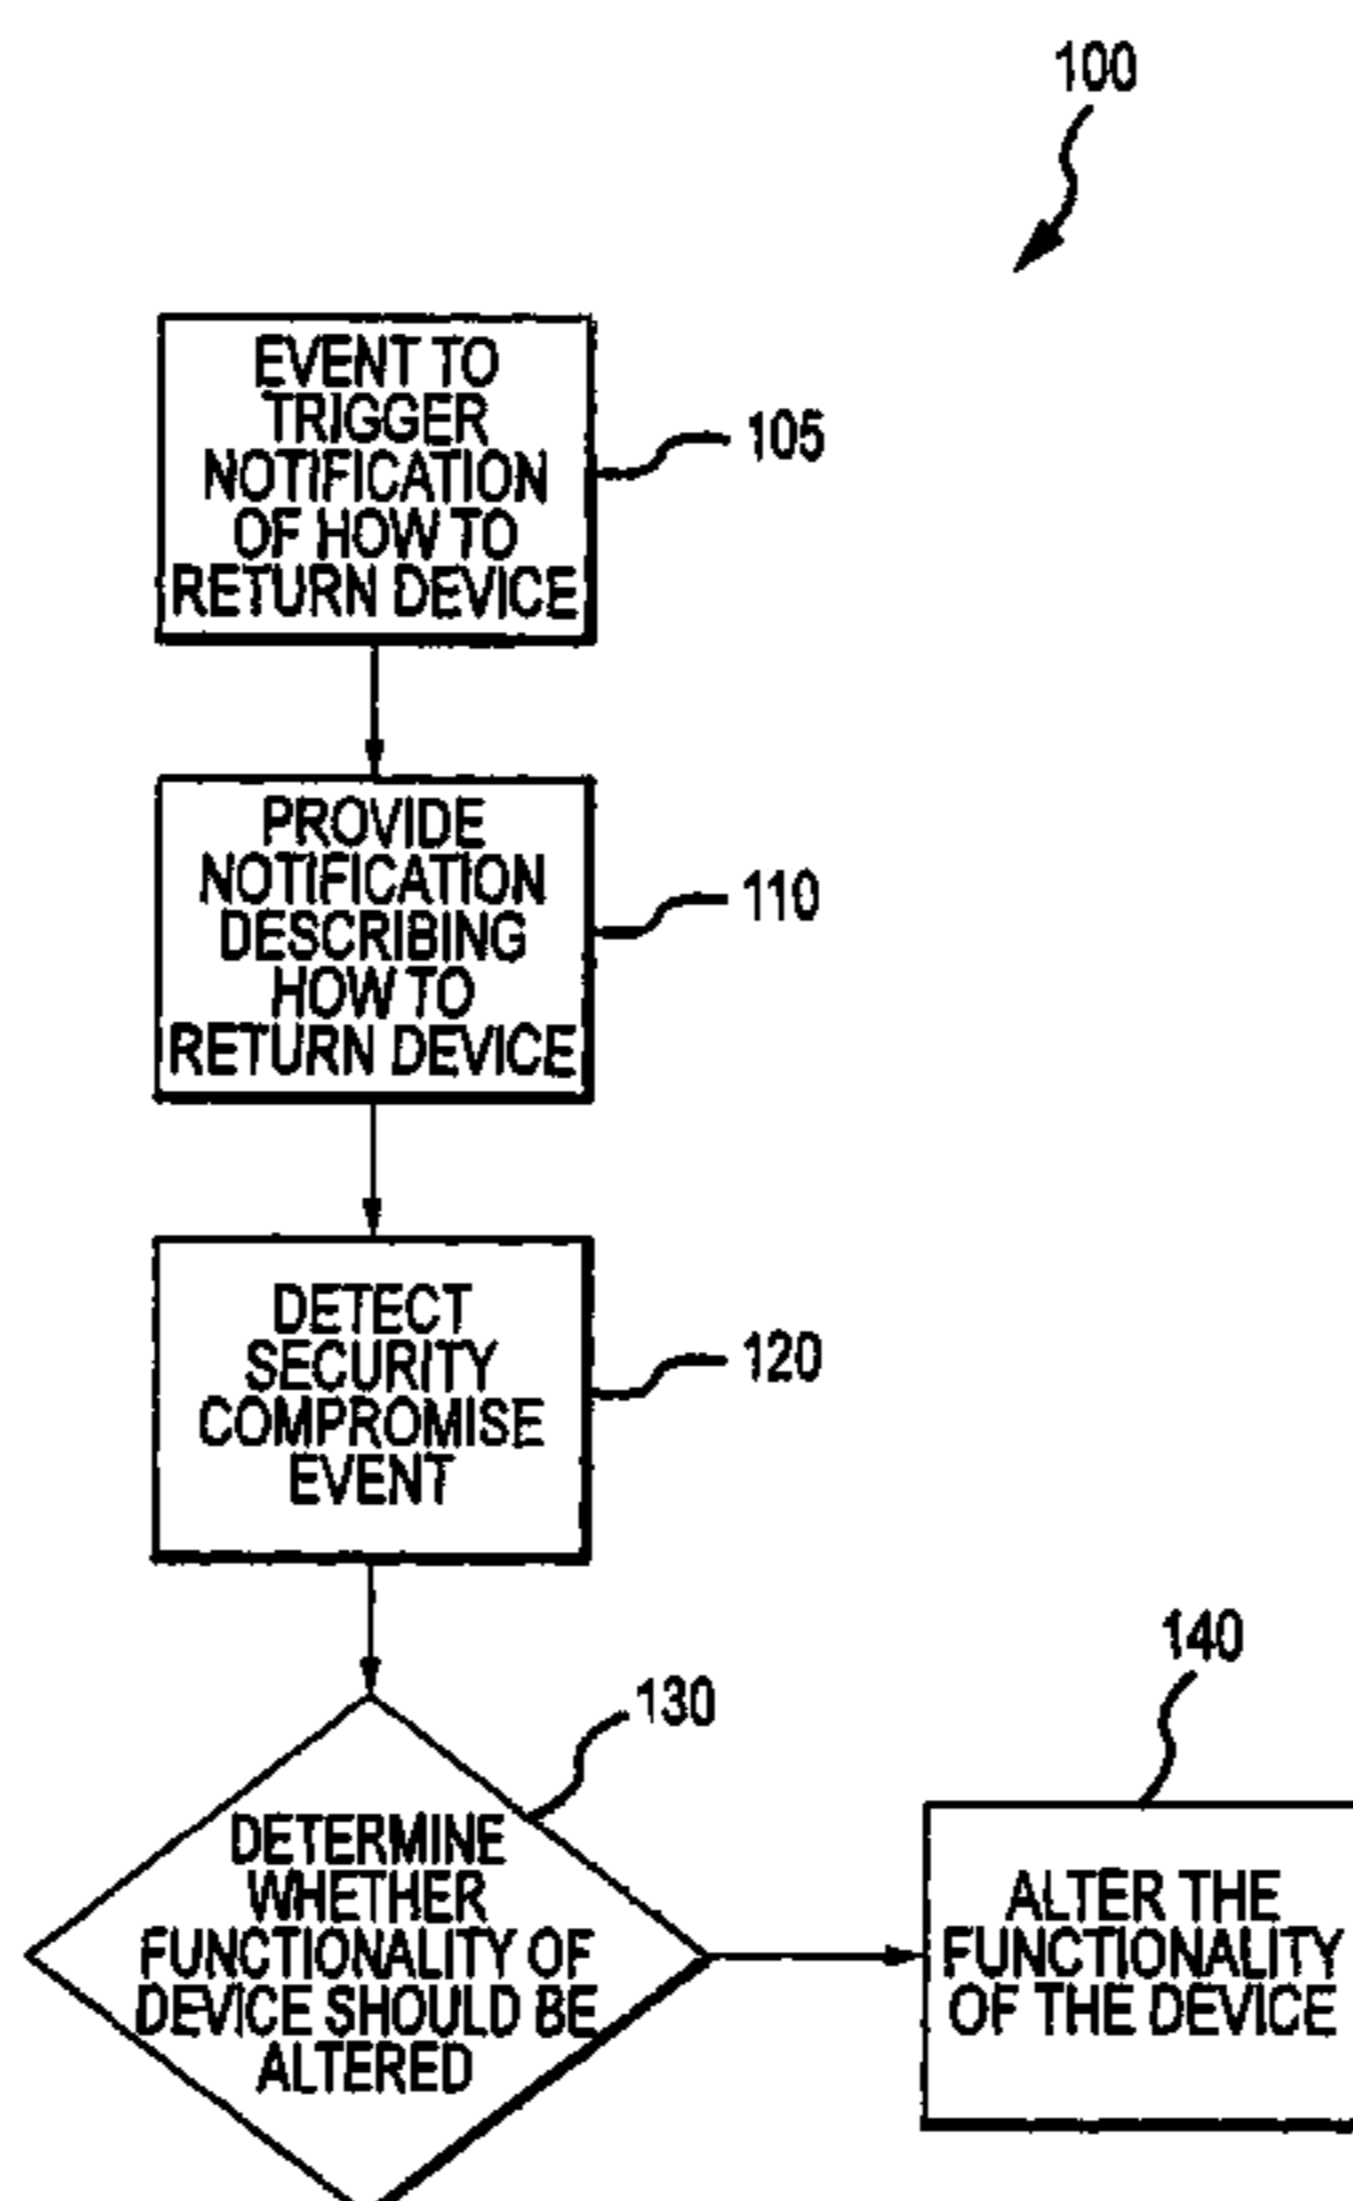 100
EVENT TO
TRIGGER
NOTIFICATION
OF HOW TO
RETURN DEVICE
105
PROVIDE
NOTIFICATION
DESCRIBING
HOW TO
RETURN DEVICE
110
DETECT
SECURITY
COMPROMISE
EVENT
120
130
DETERMINE
WHETHER
FUNCTIONALITY OF
DEVICE SHOULD BE
ALTERED
140
ALTER THE
FUNCTIONALITY
OF THE DEVICE